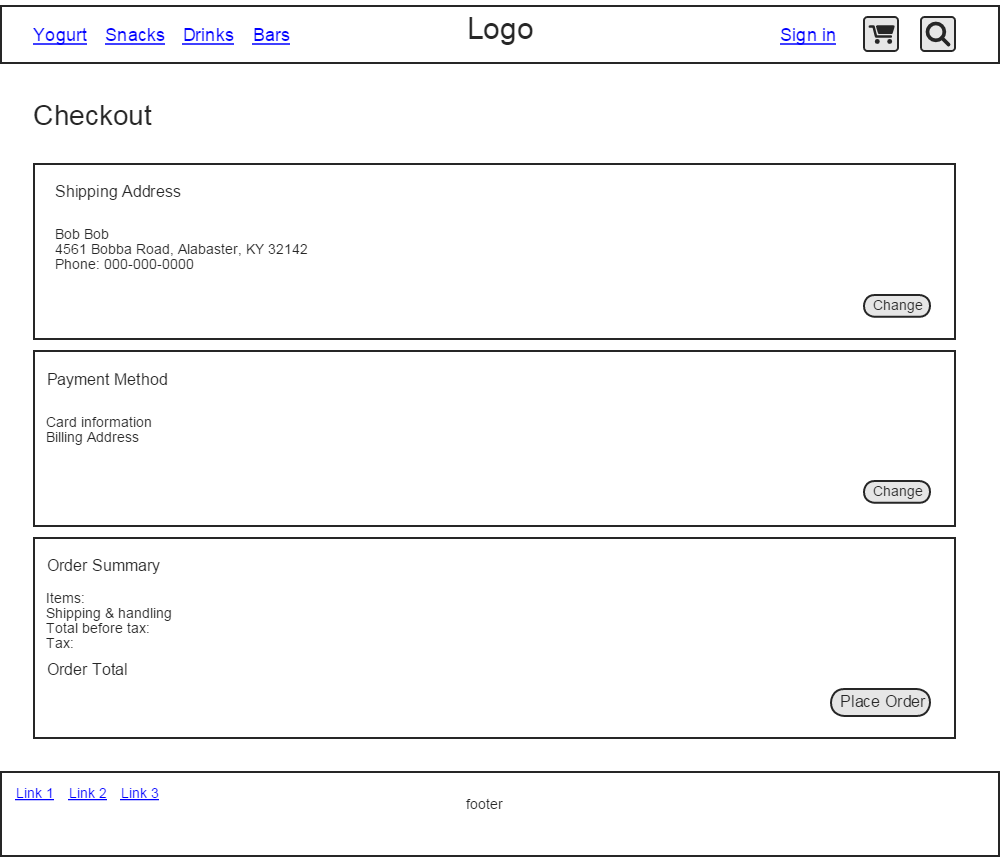 Yogurt Snacks Drinks Bars Logo Sign in
Checkout
Shipping Address
Bob Bob
4561 Bobba Road, Alabaster, KY 32142
Phone: 000-000-0000
Change
Payment Method
Card information
Billing Address
Change
Order Summary
Items:
Shipping & handling
Total before tax:
Tax:
Order Total
Place Order
Link 1 Link 2 Link 3
footer